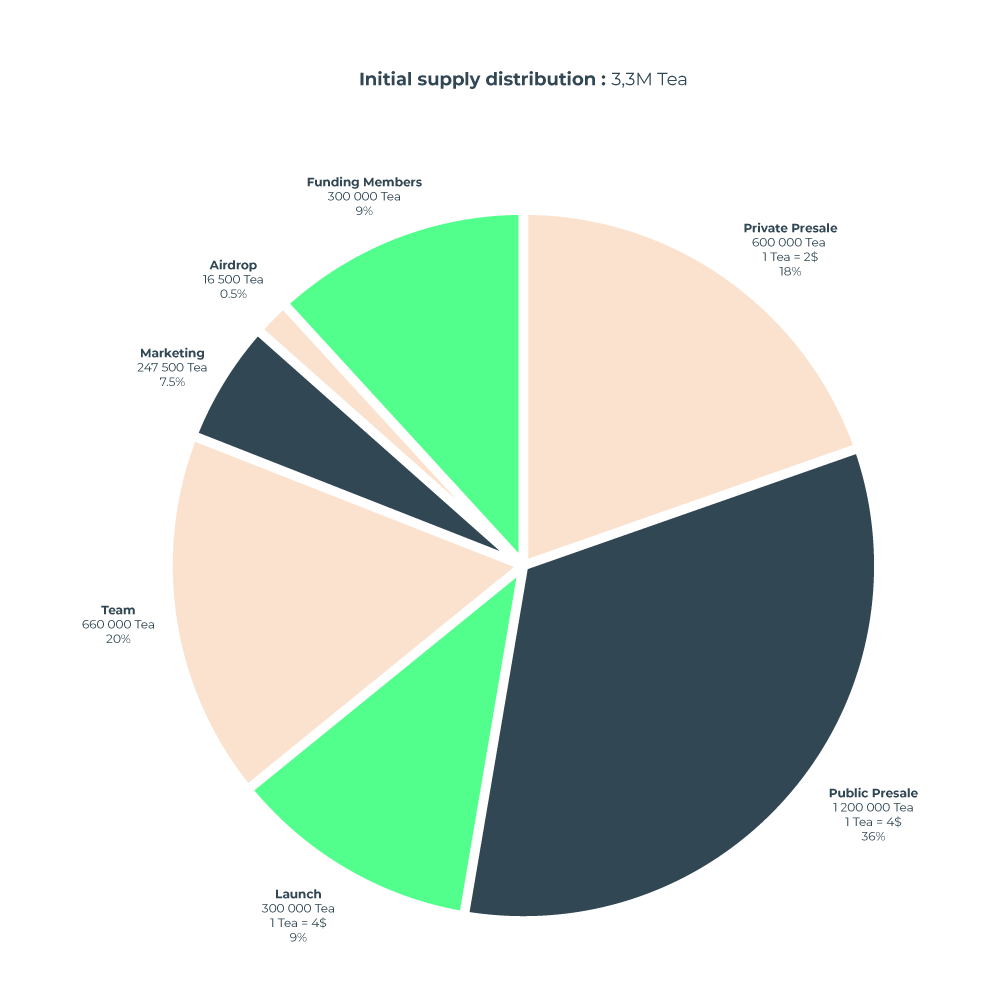 Initial supply distribution : 3,3M Tea
Funding Members
300 000 Tea
9%
Private Presale
600 000 Tea
1 Tea = 2$
18%
Airdrop
16 500 Tea
0.5%
Marketing
247 500 Tea
7.5%
Team
660 000 Tea
20%
Public Presale
1 200 000 Tea
1 Tea = 4$
36%
Launch
300 000 Tea
1 Tea = 4$
9%